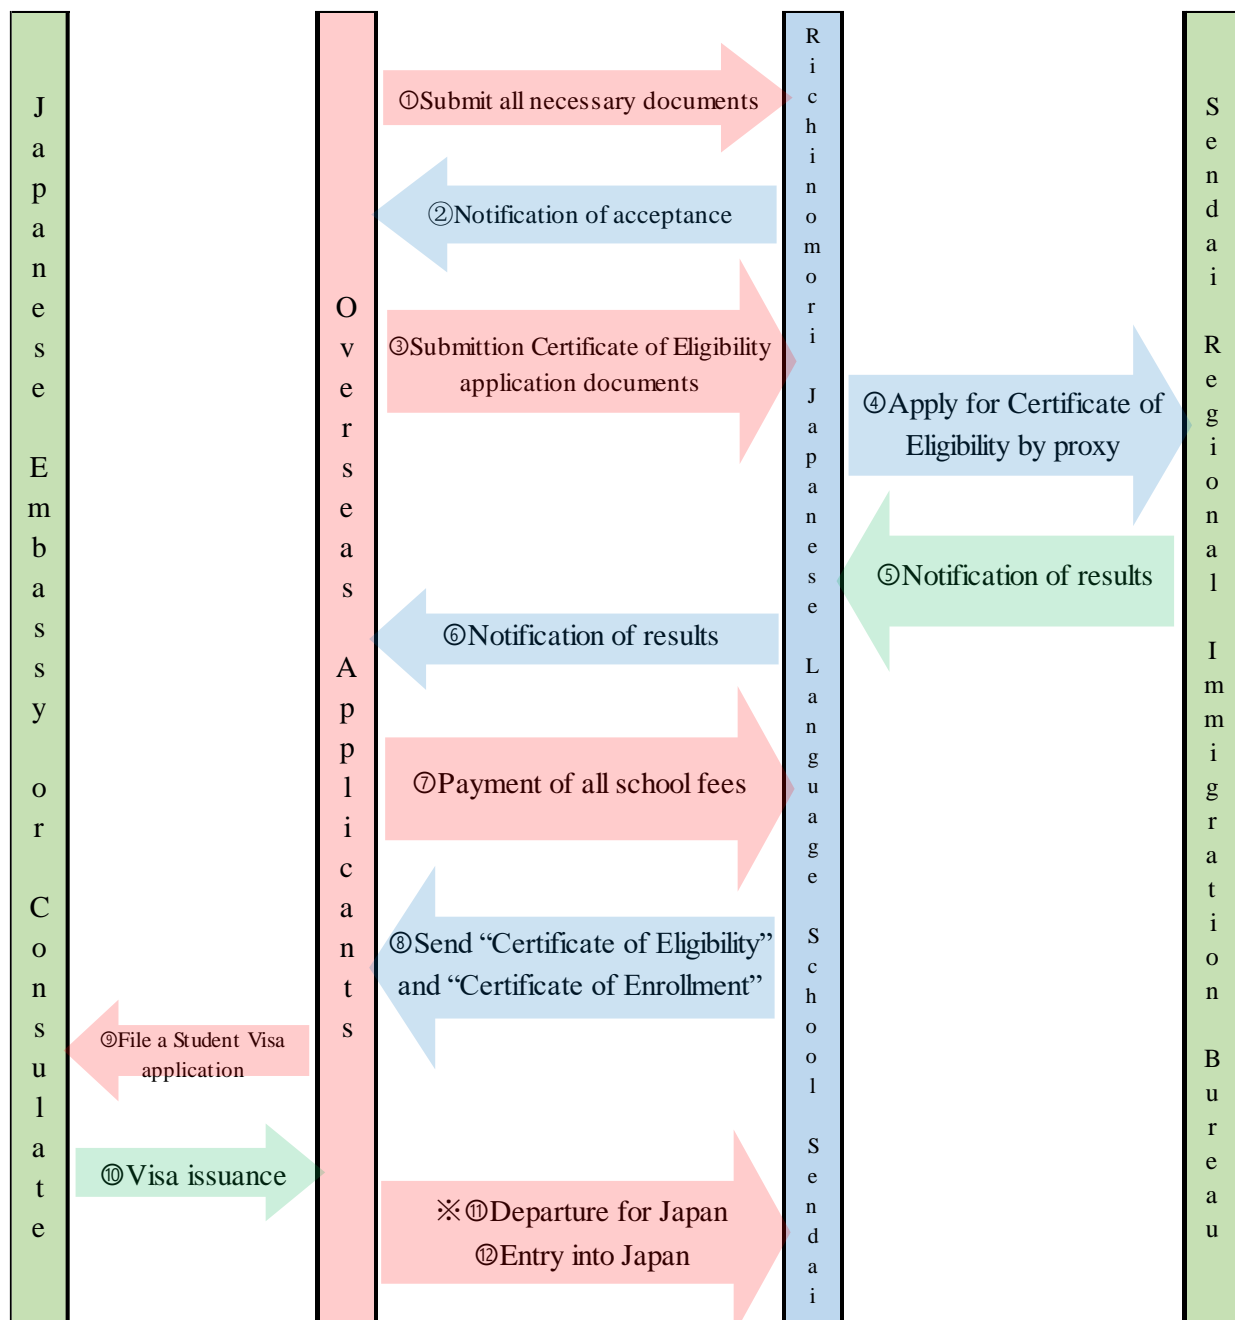 Japanese Embassy or Consulate
Overseas Applicants
Richinomori Japanese Language School Sendai
Sendai Regional Immigration Bureau
①Submit all necessary documents
②Notification of acceptance
③Submittion Certificate of Eligibility
application documents
④Apply for Certificate of
Eligibility by proxy
⑤Notification of results
⑥Notification of results
⑦Payment of all school fees
⑧Send “Certificate of Eligibility”
and “Certificate of Enrollment”
⑨File a Student Visa
application
⑩Visa issuance
※⑪Departure for Japan
⑫Entry into Japan